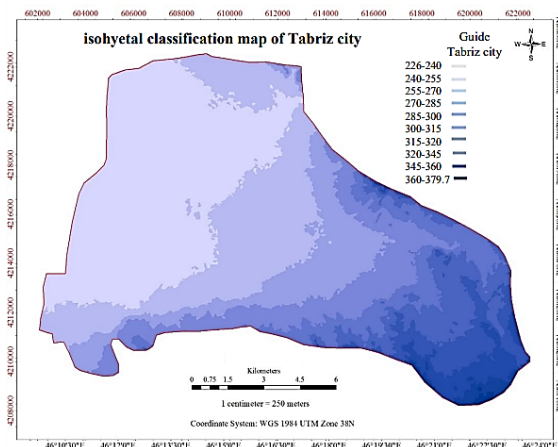 602000 604000 606000 608000 610000 612000 614000 616000 618000 620000 622000
isohyetal classification map of Tabriz city
Guide
Tabriz city
N
W E
S
226-240
240-255
255-270
270-285
285-300
300-315
315-320
320-345
345-360
360-379.7
4222000
4220000
4218000
4216000
4214000
4212000
4210000
4208000
Kilometers
0 0.75 1.5 3 4.5 6
1 centimeter = 250 meters
Coordinate System: WGS 1984 UTM Zone 38N